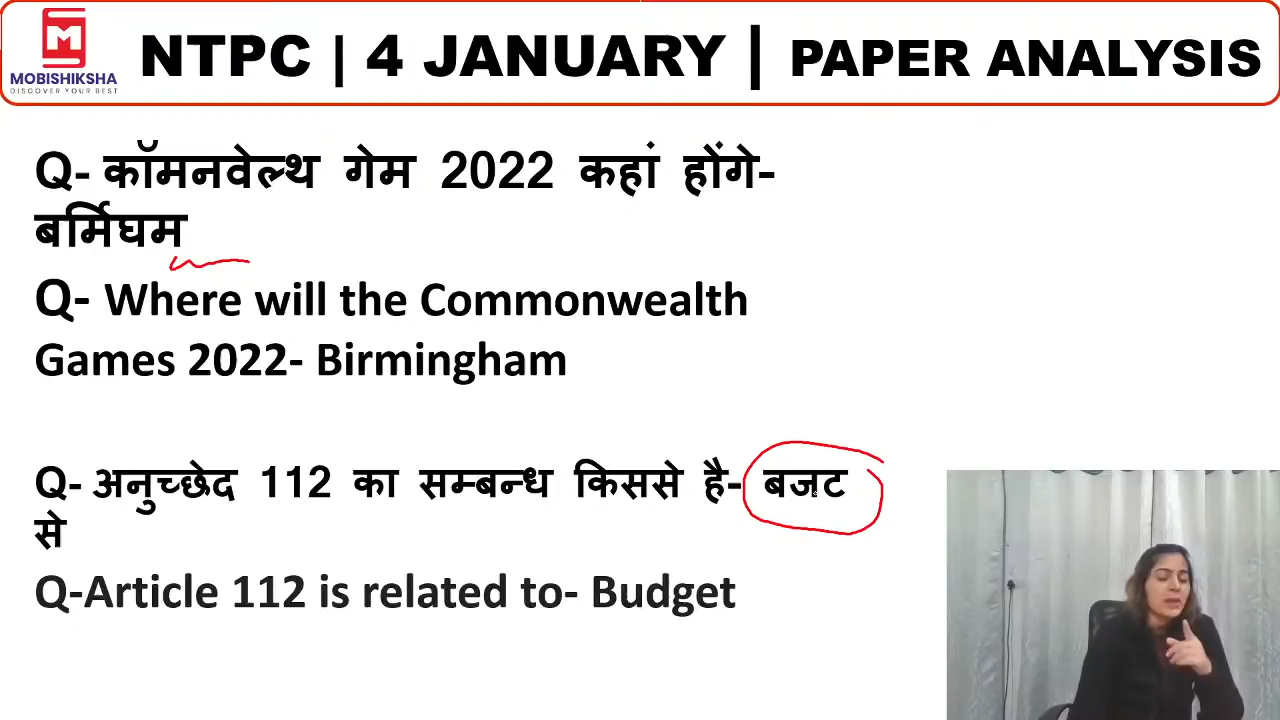 MOBISHIKSHA
DISCOVER YOUR BEST
NTPC | 4 JANUARY | PAPER ANALYSIS
Q- कॉमनवेल्थ गेम 2022 कहां होंगे-
बर्मिघम
Q- Where will the Commonwealth
Games 2022- Birmingham
Q- अनुच्छेद 112 का सम्बन्ध किससे है- बजट
से
Q-Article 112 is related to- Budget